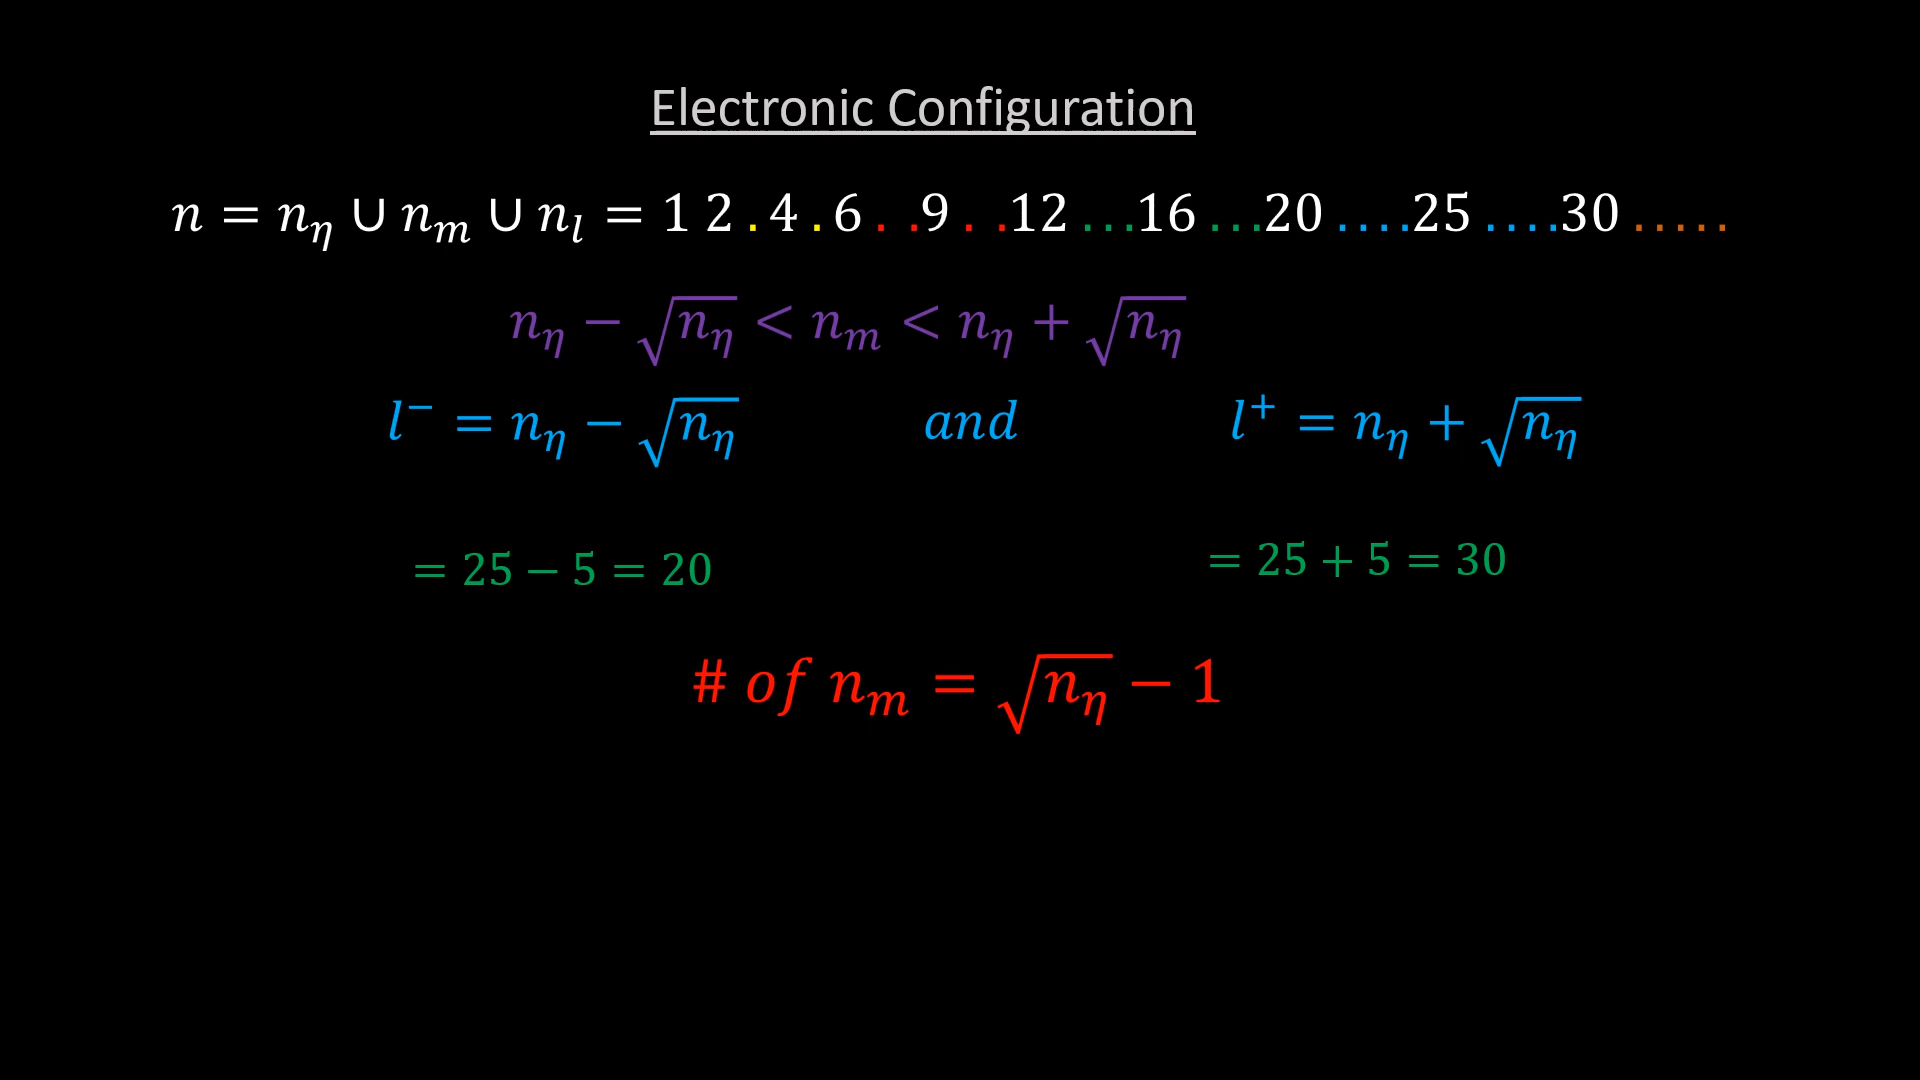 Electronic Configuration
n = n_η ∪ n_m ∪ n_l = 1 2 . 4 . 6 . . 9 . . 12 . . . 16 . . . 20 . . . . 25 . . . . 30 . . . . .
n_η − √n_η < n_m < n_η + √n_η
l⁻ = n_η − √n_η and l⁺ = n_η + √n_η
= 25 − 5 = 20 = 25 + 5 = 30
# of n_m = √n_η − 1